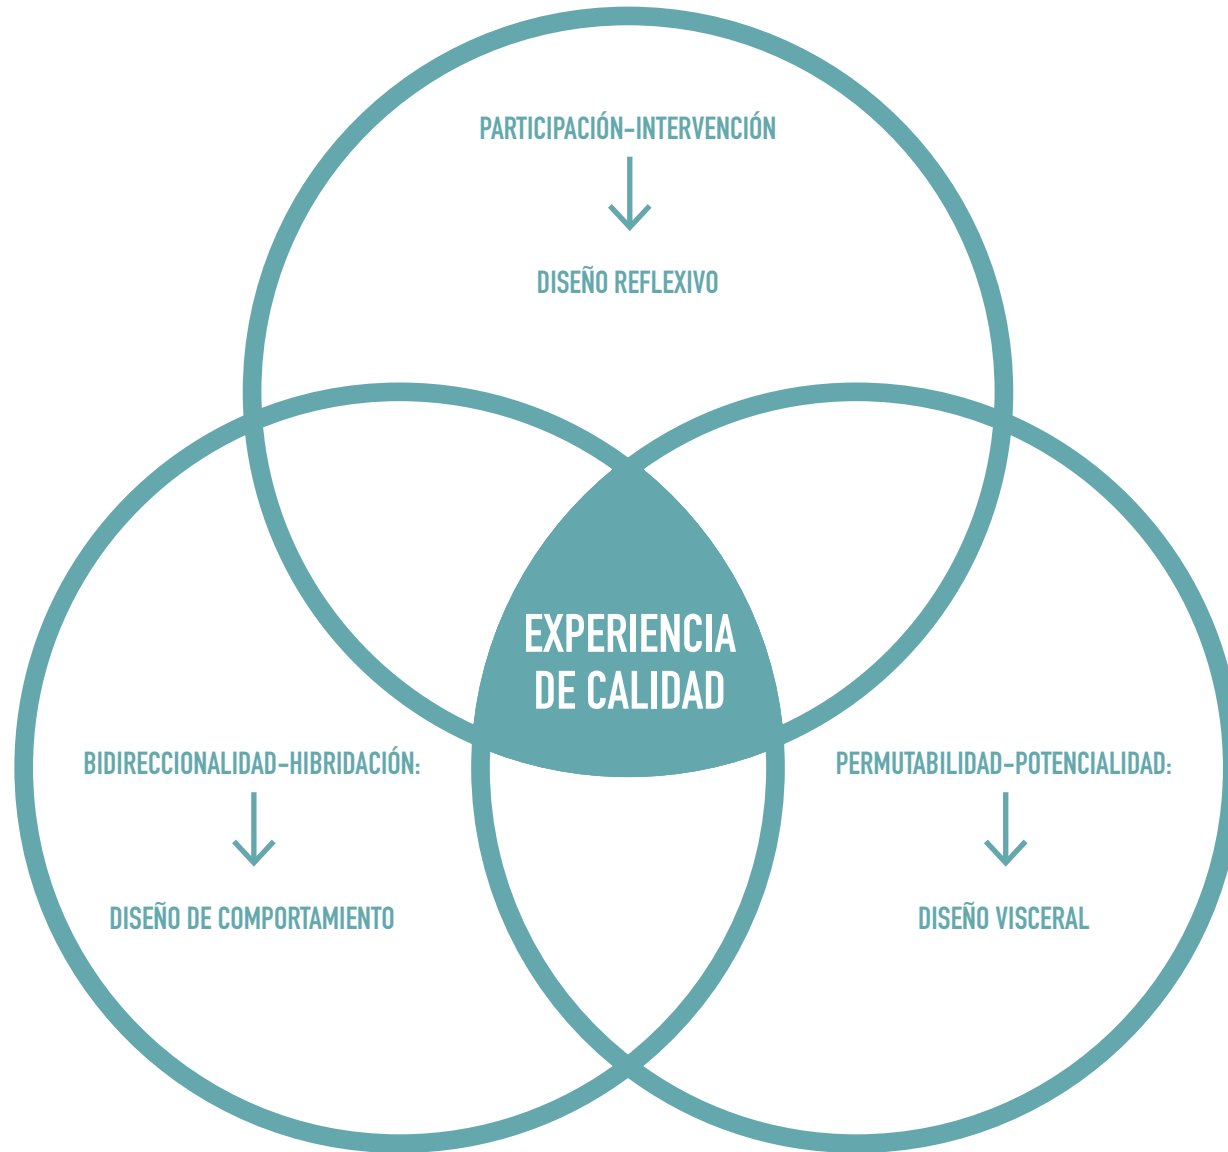 PARTICIPACIÓN-INTERVENCIÓN
DISEÑO REFLEXIVO
EXPERIENCIA
DE CALIDAD
BIDIRECCIONALIDAD-HIBRIDACIÓN:
DISEÑO DE COMPORTAMIENTO
PERMUTABILIDAD-POTENCIALIDAD:
DISEÑO VISCERAL